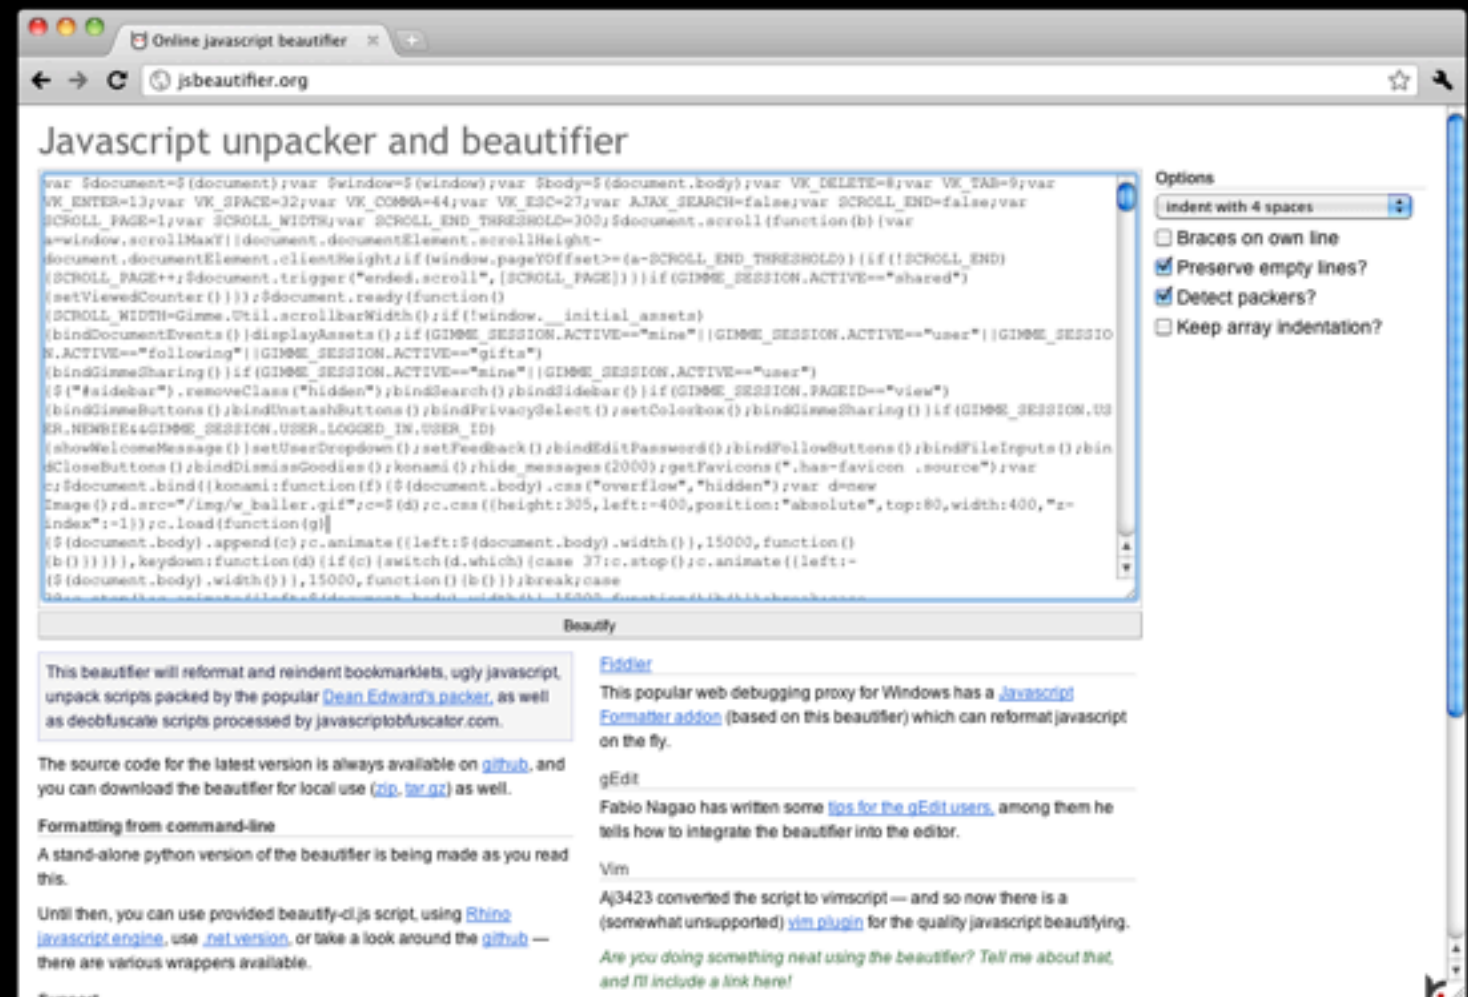 Online javascript beautifier
jsbeautifier.org
Javascript unpacker and beautifier
var $document=$(document);var $window=$(window);var $body=$(document.body);var VK_DELETE=8;var VK_TAB=9;var
VK_ENTER=13;var VK_SPACE=32;var VK_COMMA=44;var VK_ESC=27;var AJAX_SEARCH=false;var SCROLL_END=false;var
SCROLL_PAGE=1;var SCROLL_WIDTH;var SCROLL_END_THRESHOLD=300;$document.scroll(function(b){var
a=window.scrollMaxY||document.documentElement.scrollHeight-
document.documentElement.clientHeight;if(window.pageYOffset>=(a-SCROLL_END_THRESHOLD)){if(!SCROLL_END)
{SCROLL_PAGE++;$document.trigger("ended.scroll",[SCROLL_PAGE])}}if(GIMME_SESSION.ACTIVE=="shared")
{setViewedCounter()}});$document.ready(function()
{SCROLL_WIDTH=Gimme.Util.scrollbarWidth();if(!window.__initial_assets)
{bindDocumentEvents()}displayAssets();if(GIMME_SESSION.ACTIVE=="mine"||GIMME_SESSION.ACTIVE=="user"||GIMME_SESSIO
N.ACTIVE=="following"||GIMME_SESSION.ACTIVE=="gifts")
{bindGimmeSharing()}if(GIMME_SESSION.ACTIVE=="mine"||GIMME_SESSION.ACTIVE=="user")
{$("#sidebar").removeClass("hidden");bindSearch();bindSidebar()}if(GIMME_SESSION.PAGEID=="view")
{bindGimmeButtons();bindUnstashButtons();bindPrivacySelect();setColorbox();bindGimmeSharing()}if(GIMME_SESSION.US
ER.NEWBIE&&GIMME_SESSION.USER.LOGGED_IN.USER_ID)
{showWelcomeMessage()}setUserDropdown();setFeedback();bindEditPassword();bindFollowButtons();bindFileInputs();bin
dCloseButtons();bindDismissGoodies();konami();hide_messages(2000);getFavicons(".has-favicon .source");var
c;$document.bind({konami:function(f){$(document.body).css("overflow","hidden");var d=new
Image();d.src="/img/w_baller.gif";c=$(d);c.css({height:305,left:-400,position:"absolute",top:80,width:400,"z-
index":-1});c.load(function(g)
{$(document.body).append(c);c.animate({left:$(document.body).width()},15000,function()
{b()})})},keydown:function(d){if(c){switch(d.which){case 37:c.stop();c.animate({left:-
($(document.body).width())},15000,function(){b()});break;case
Options
indent with 4 spaces
Braces on own line
Preserve empty lines?
Detect packers?
Keep array indentation?
Beautify
This beautifier will reformat and reindent bookmarklets, ugly javascript,
unpack scripts packed by the popular Dean Edward's packer, as well
as deobfuscate scripts processed by javascriptobfuscator.com.
The source code for the latest version is always available on github, and
you can download the beautifier for local use (zip, tar.gz) as well.
Formatting from command-line
A stand-alone python version of the beautifier is being made as you read
this.
Until then, you can use provided beautify-cl.js script, using Rhino
javascript engine, use .net version, or take a look around the github —
there are various wrappers available.
Fiddler
This popular web debugging proxy for Windows has a Javascript
Formatter addon (based on this beautifier) which can reformat javascript
on the fly.
gEdit
Fabio Nagao has written some tips for the gEdit users, among them he
tells how to integrate the beautifier into the editor.
Vim
Aj3423 converted the script to vimscript — and so now there is a
(somewhat unsupported) vim plugin for the quality javascript beautifying.
Are you doing something neat using the beautifier? Tell me about that,
and I'll include a link here!